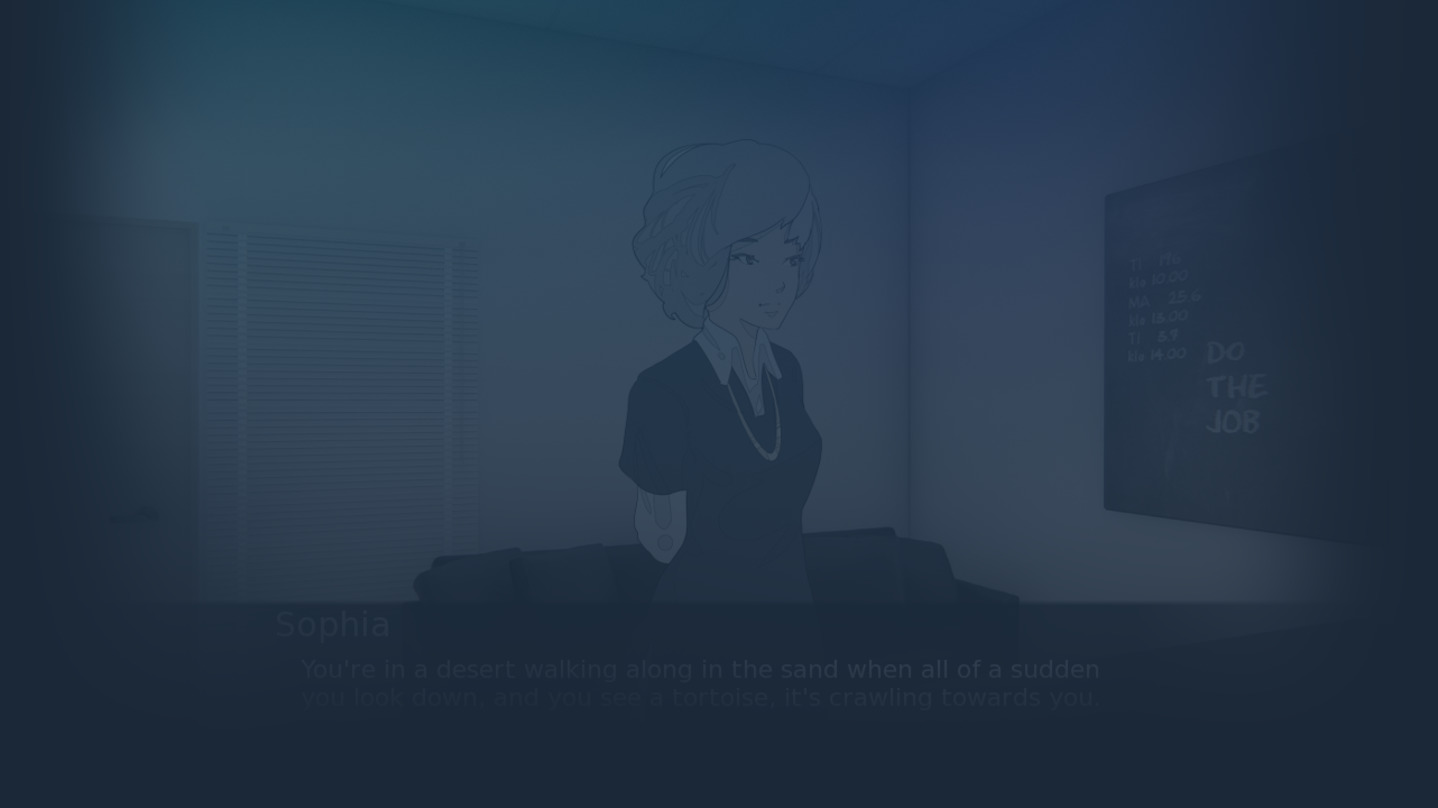 TI 19.6
klo 10.00
MA 25.6
klo 13.00
TI 3.7
klo 14.00
DO
THE
JOB
Sophia
You're in a desert walking along in the sand when all of a sudden
you look down, and you see a tortoise, it's crawling towards you.